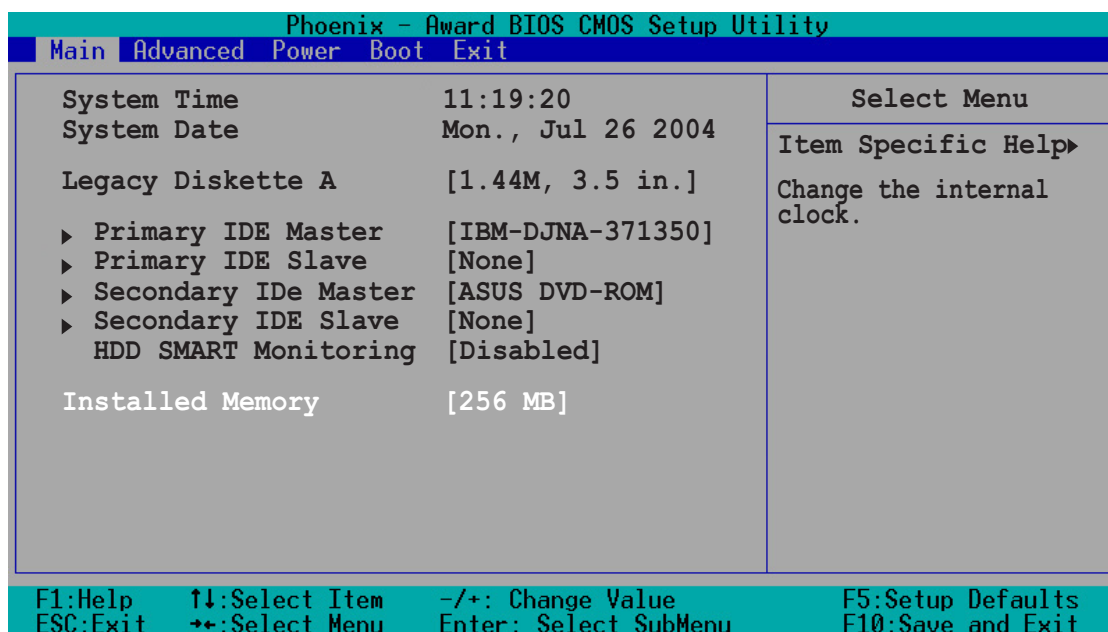 Phoenix - Award BIOS CMOS Setup Utility
Main Advanced Power Boot Exit
System Time 11:19:20
System Date Mon., Jul 26 2004
Legacy Diskette A [1.44M, 3.5 in.]
Primary IDE Master [IBM-DJNA-371350]
Primary IDE Slave [None]
Secondary IDe Master [ASUS DVD-ROM]
Secondary IDE Slave [None]
HDD SMART Monitoring [Disabled]
Installed Memory [256 MB]
Select Menu
Item Specific Help
Change the internal
clock.
F1:Help ↑↓:Select Item -/+: Change Value F5:Setup Defaults
ESC:Exit →←:Select Menu Enter: Select SubMenu F10:Save and Exit